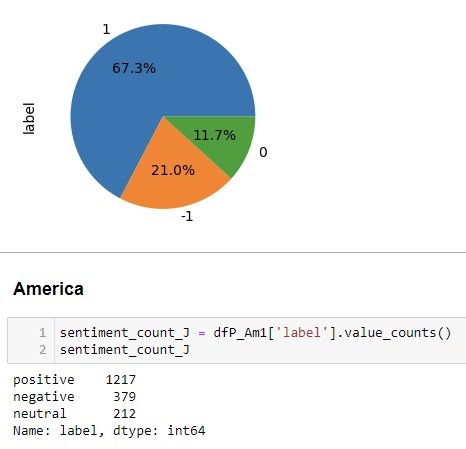 1
67.3%
label
11.7%
0
21.0%
-1
America
1 sentiment_count_J = dfP_Am1['label'].value_counts()
2 sentiment_count_J
positive    1217
negative     379
neutral      212
Name: label, dtype: int64